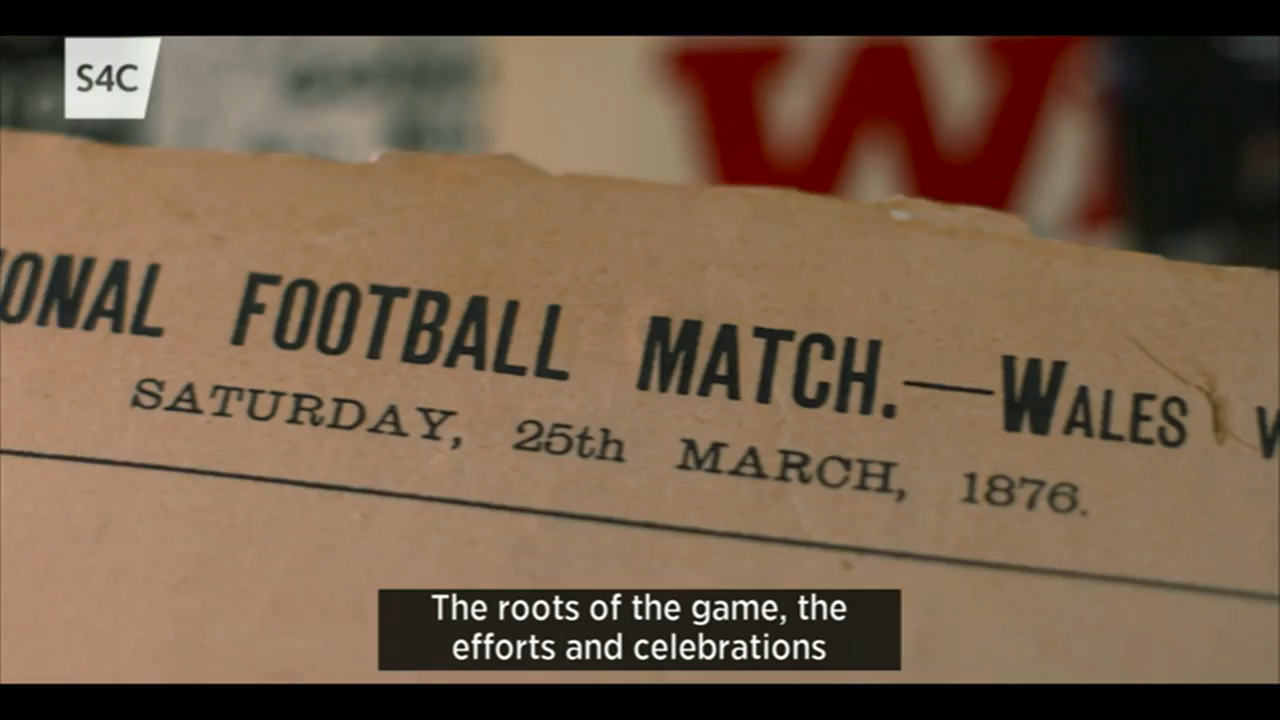 S4C
W
ONAL FOOTBALL MATCH.—WALES V
SATURDAY, 25th MARCH, 1876.
The roots of the game, the
efforts and celebrations